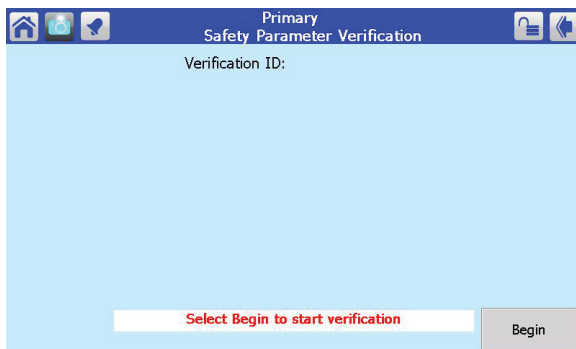 Primary
Safety Parameter Verification
Verification ID:
Select Begin to start verification
Begin